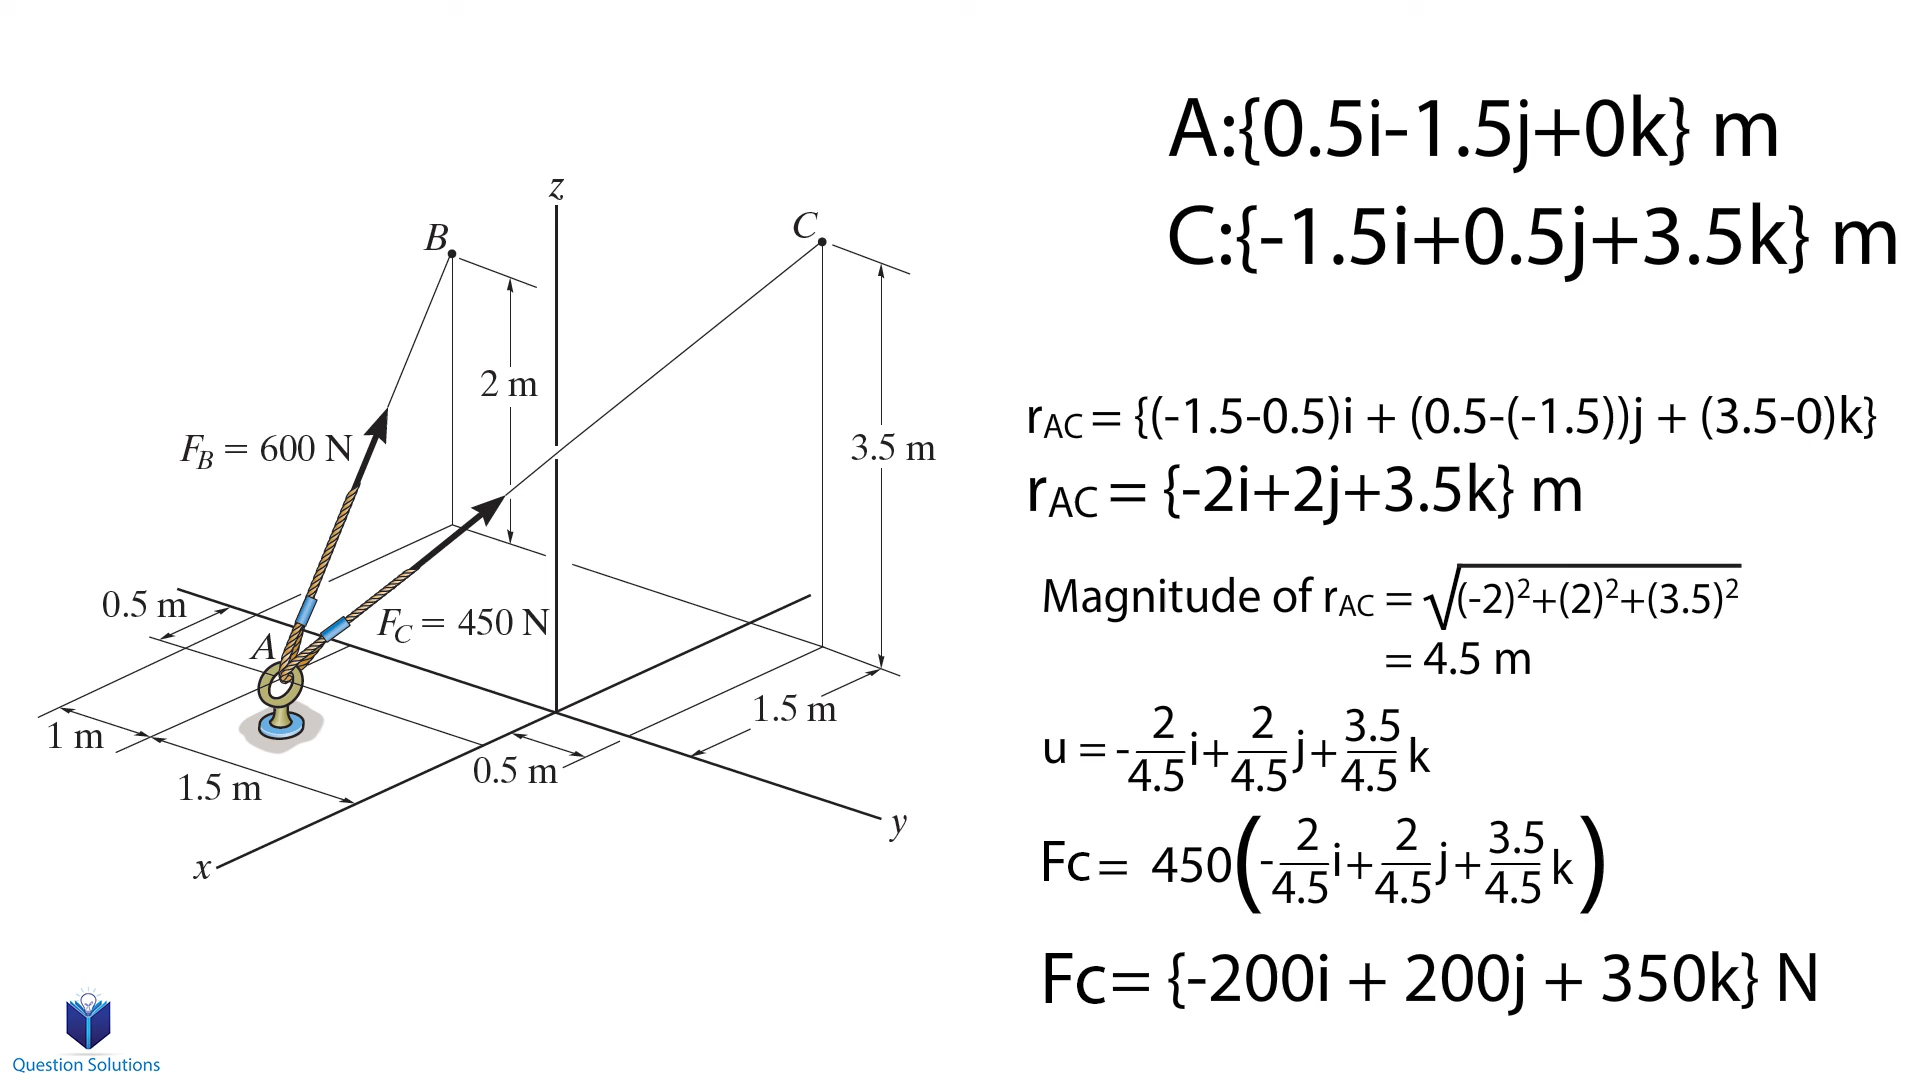 A:{0.5i-1.5j+0k} m
C:{-1.5i+0.5j+3.5k} m
z
B
C
2 m
F_B = 600 N
3.5 m
0.5 m
A
F_C = 450 N
1 m
1.5 m
0.5 m
1.5 m
x
y
r_AC = {(-1.5-0.5)i + (0.5-(-1.5))j + (3.5-0)k}
r_AC = {-2i+2j+3.5k} m
Magnitude of r_AC = √((-2)²+(2)²+(3.5)²)
= 4.5 m
u = -2/4.5 i + 2/4.5 j + 3.5/4.5 k
Fc = 450(-2/4.5 i + 2/4.5 j + 3.5/4.5 k)
Fc = {-200i + 200j + 350k} N
Question Solutions